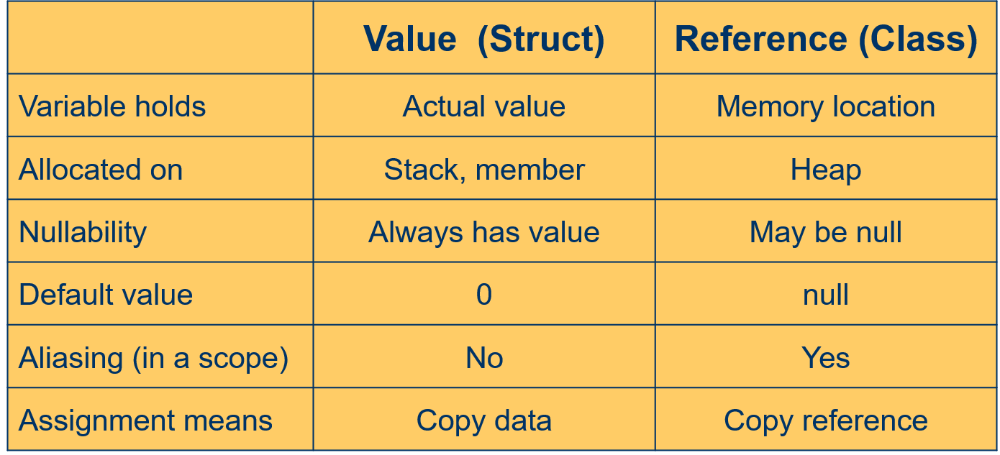 Value  (Struct) Reference (Class)
Variable holds Actual value Memory location
Allocated on Stack, member Heap
Nullability Always has value May be null
Default value 0 null
Aliasing (in a scope) No Yes
Assignment means Copy data Copy reference